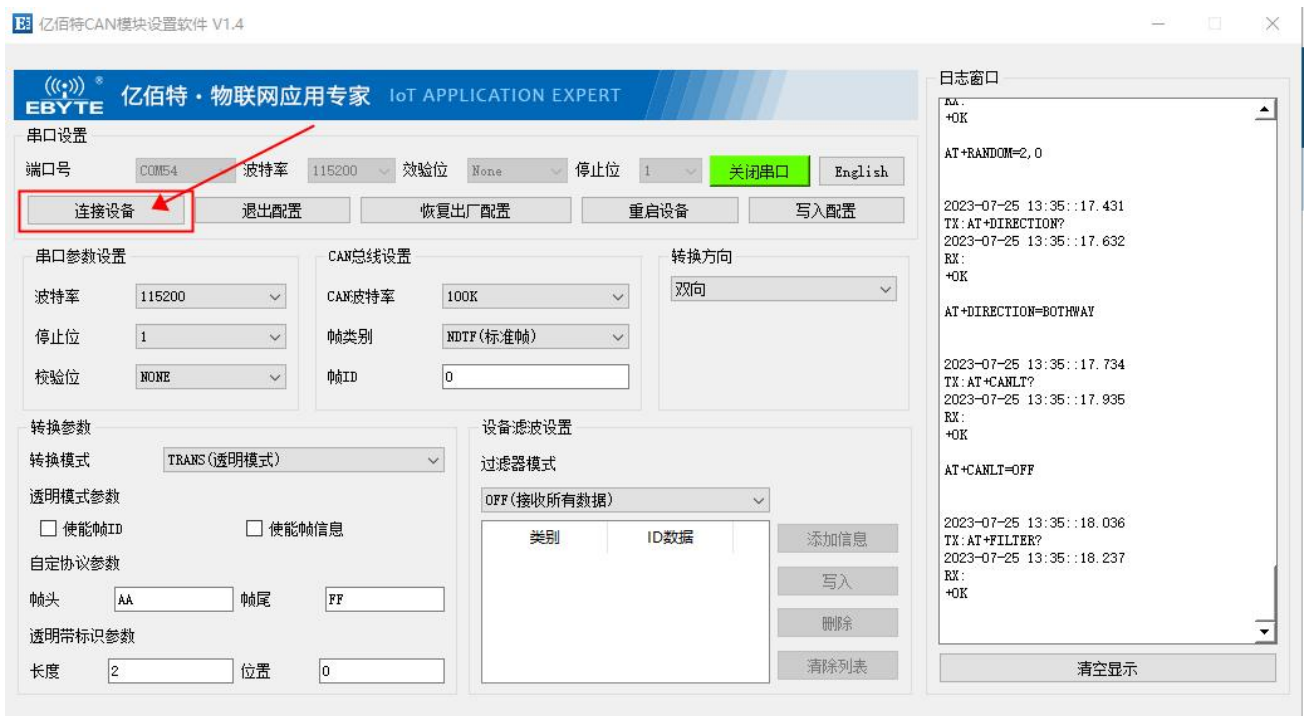 亿佰特CAN模块设置软件 V1.4
EBYTE ® 亿佰特·物联网应用专家 IoT APPLICATION EXPERT
串口设置
端口号 COM54 波特率 115200 效验位 None 停止位 1 关闭串口 English
连接设备 退出配置 恢复出厂配置 重启设备 写入配置
串口参数设置
波特率 115200
停止位 1
校验位 NONE
CAN总线设置
CAN波特率 100K
帧类别 NDTF(标准帧)
帧ID 0
转换方向
双向
转换参数
转换模式 TRANS(透明模式)
透明模式参数
使能帧ID 使能帧信息
自定协议参数
帧头 AA 帧尾 FF
透明带标识参数
长度 2 位置 0
设备滤波设置
过滤器模式
OFF(接收所有数据)
类别 ID数据
添加信息
写入
删除
清除列表
日志窗口
RX:
+OK
AT+RANDOM=2,0
2023-07-25 13:35::17.431
TX:AT+DIRECTION?
2023-07-25 13:35::17.632
RX:
+OK
AT+DIRECTION=BOTHWAY
2023-07-25 13:35::17.734
TX:AT+CANLT?
2023-07-25 13:35::17.935
RX:
+OK
AT+CANLT=OFF
2023-07-25 13:35::18.036
TX:AT+FILTER?
2023-07-25 13:35::18.237
RX:
+OK
清空显示